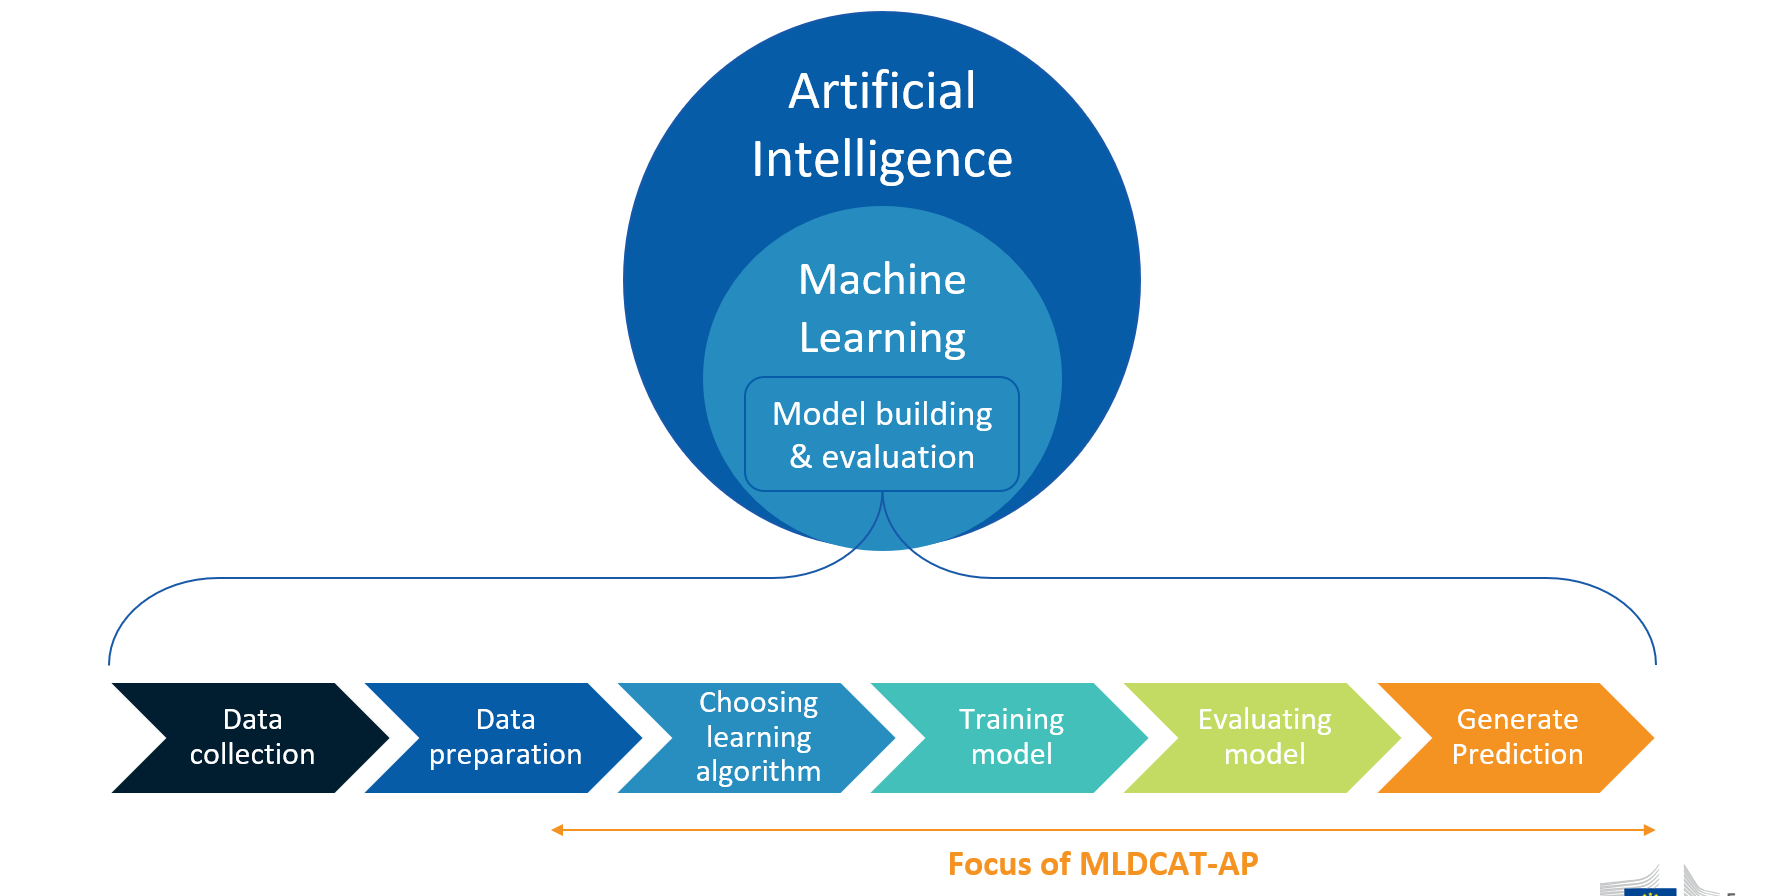 Artificial
Intelligence
Machine
Learning
Model building
& evaluation
Data
collection
Data
preparation
Choosing
learning
algorithm
Training
model
Evaluating
model
Generate
Prediction
Focus of MLDCAT-AP